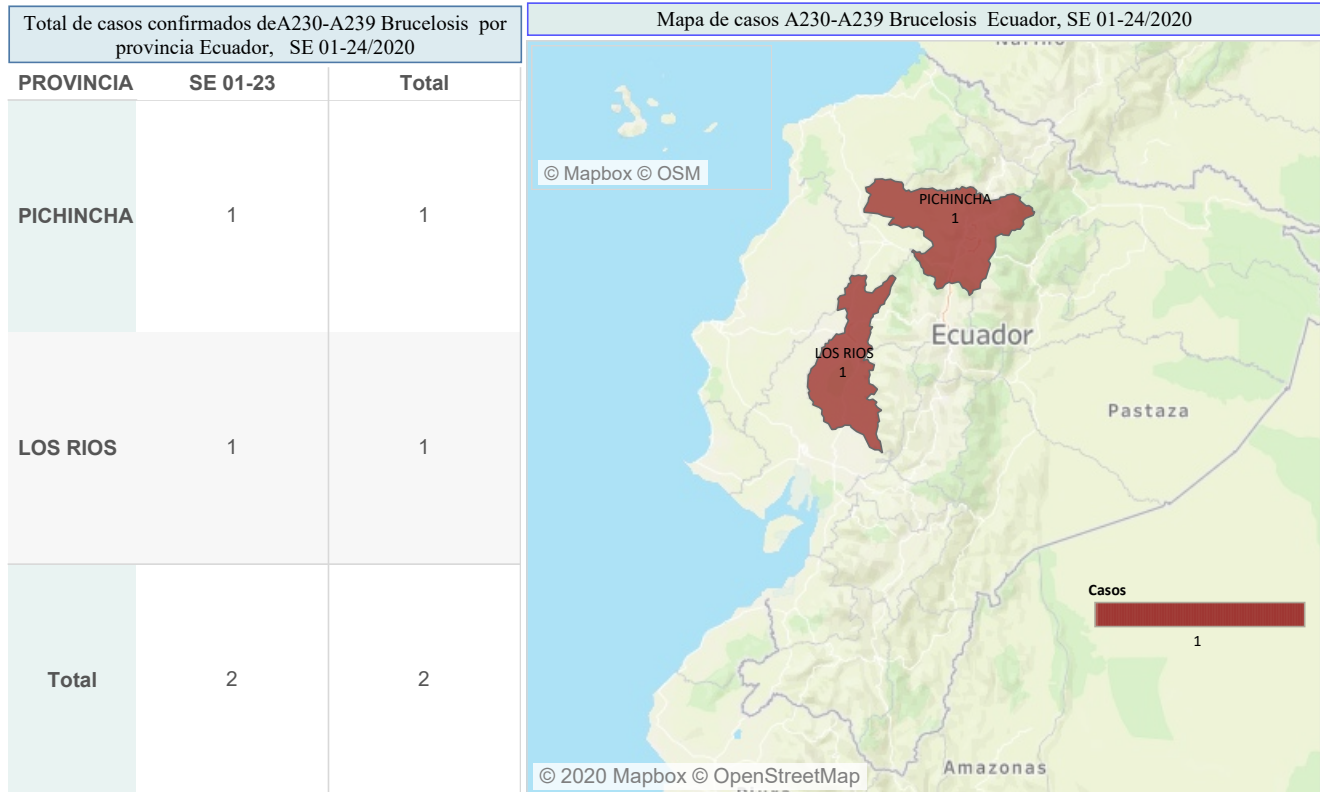 Total de casos confirmados deA230-A239 Brucelosis por
provincia Ecuador, SE 01-24/2020
PROVINCIA SE 01-23 Total
PICHINCHA 1 1
LOS RIOS 1 1
Total 2 2
Mapa de casos A230-A239 Brucelosis Ecuador, SE 01-24/2020
© Mapbox © OSM
PICHINCHA
1
Ecuador
LOS RIOS
1
Pastaza
Casos
1
Amazonas
© 2020 Mapbox © OpenStreetMap